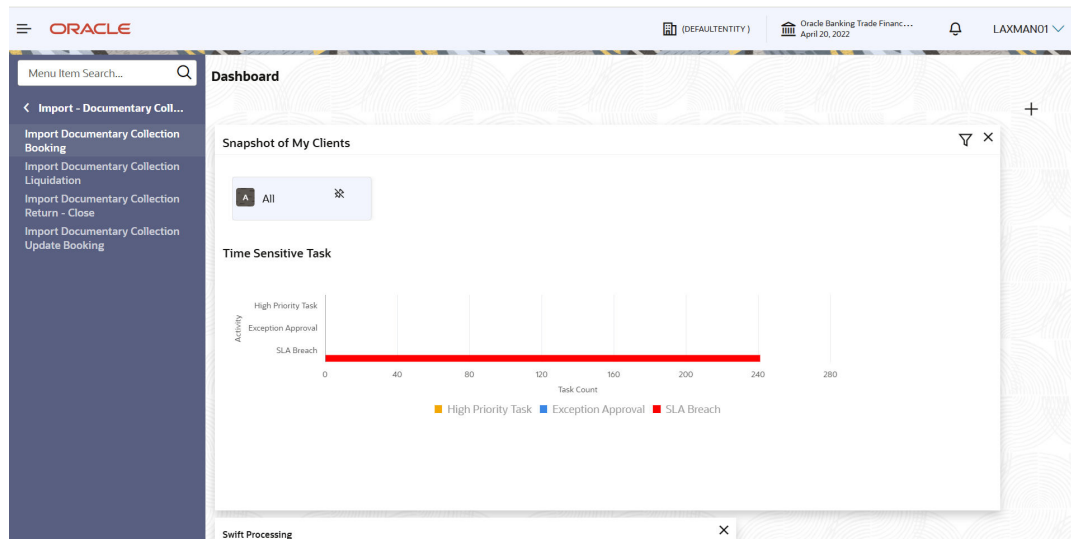 ORACLE
(DEFAULTENTITY )
Oracle Banking Trade Financ...
April 20, 2022
LAXMAN01
Menu Item Search...
Import - Documentary Coll...
Import Documentary Collection
Booking
Import Documentary Collection
Liquidation
Import Documentary Collection
Return - Close
Import Documentary Collection
Update Booking
Dashboard
Snapshot of My Clients
A All
Time Sensitive Task
Activity
High Priority Task
Exception Approval
SLA Breach
0 40 80 120 160 200 240 280
Task Count
High Priority Task Exception Approval SLA Breach
Swift Processing